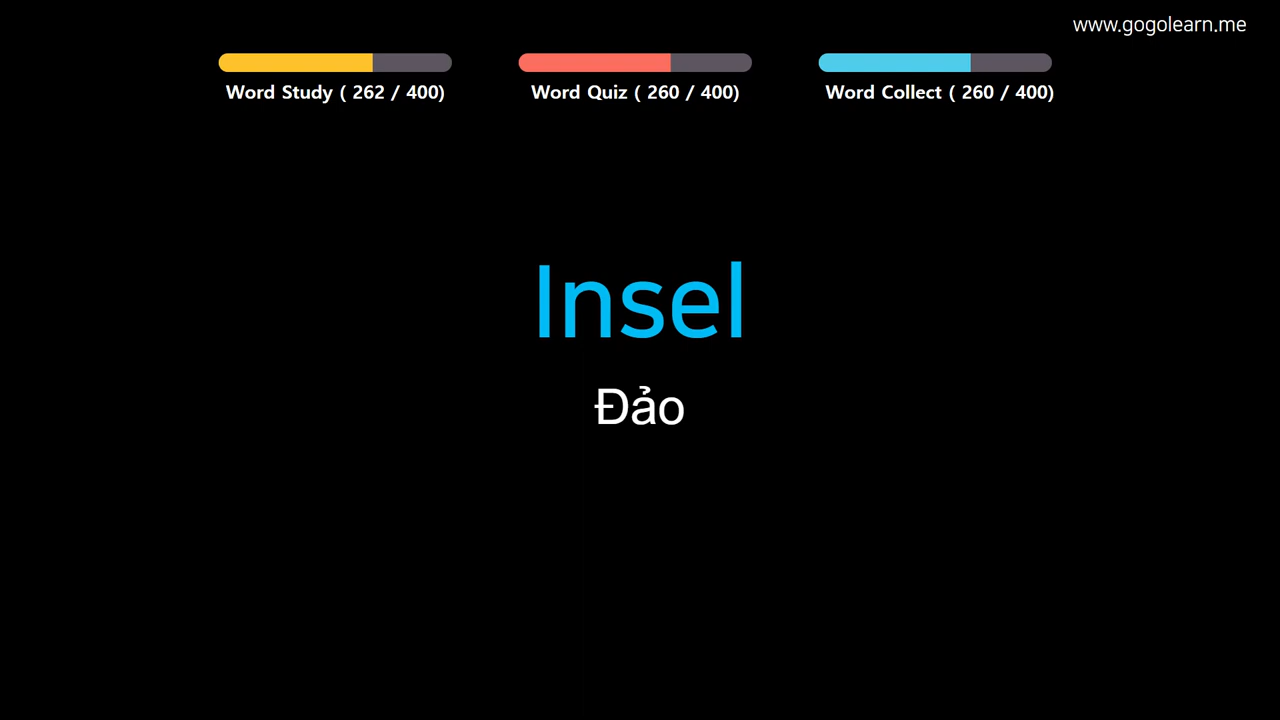 www.gogolearn.me
Word Study ( 262 / 400)
Word Quiz ( 260 / 400)
Word Collect ( 260 / 400)
Insel
Đảo